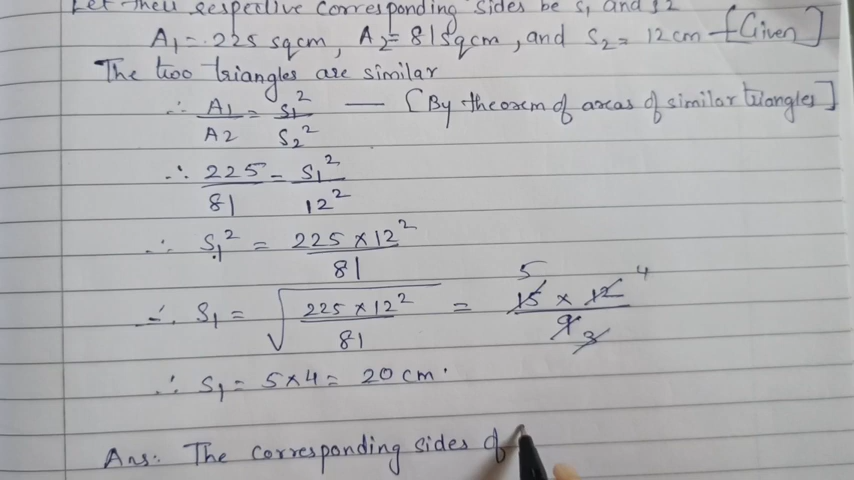 Let their respective corresponding sides be s₁ and s2
A₁ = 225 sqcm, A₂ = 81 sqcm, and S₂ = 12 cm - [Given]
The two triangles are similar
∴ A1/A2 = S₁²/S₂² — [By theorem of areas of similar triangles]
∴ 225/81 = S₁²/12²
∴ S₁² = 225 × 12²/81
∴ S₁ = √(225 × 12²/81) = 15 × 12/9 5 4 3
∴ S₁ = 5×4 = 20 cm.
Ans: The corresponding sides of